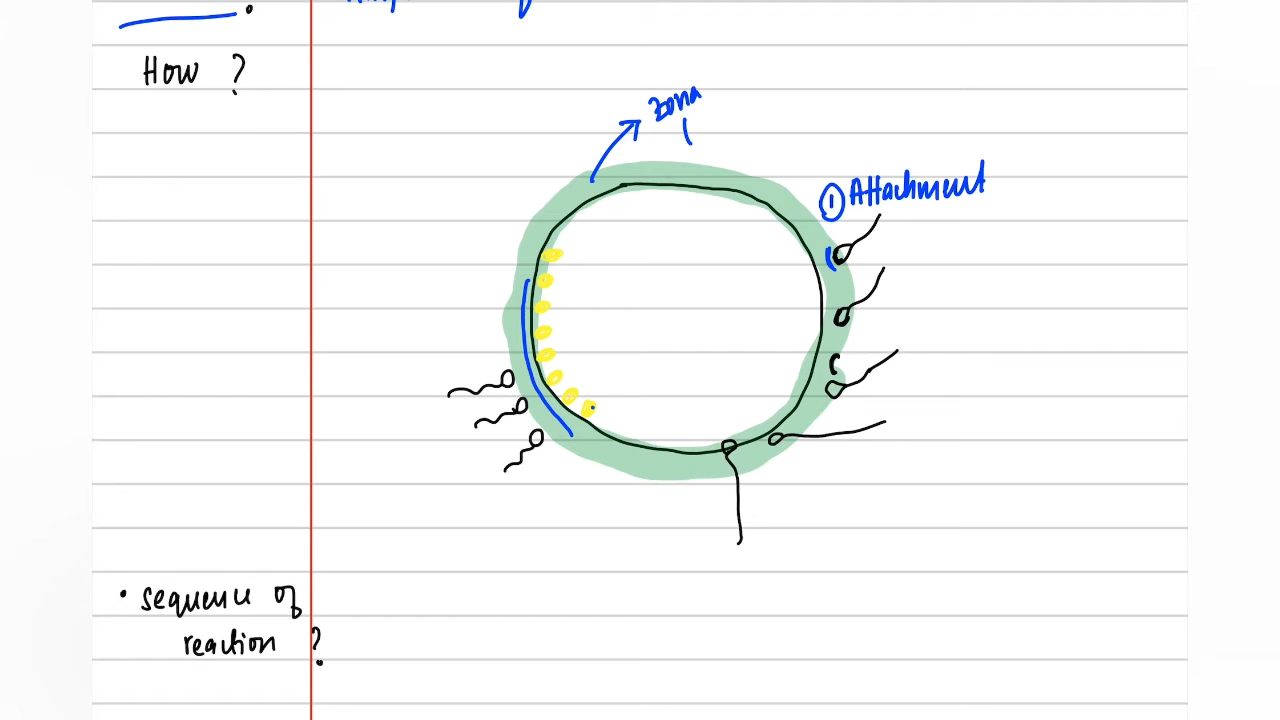 How ?
zona
① Attachment
• sequence of
reaction ?